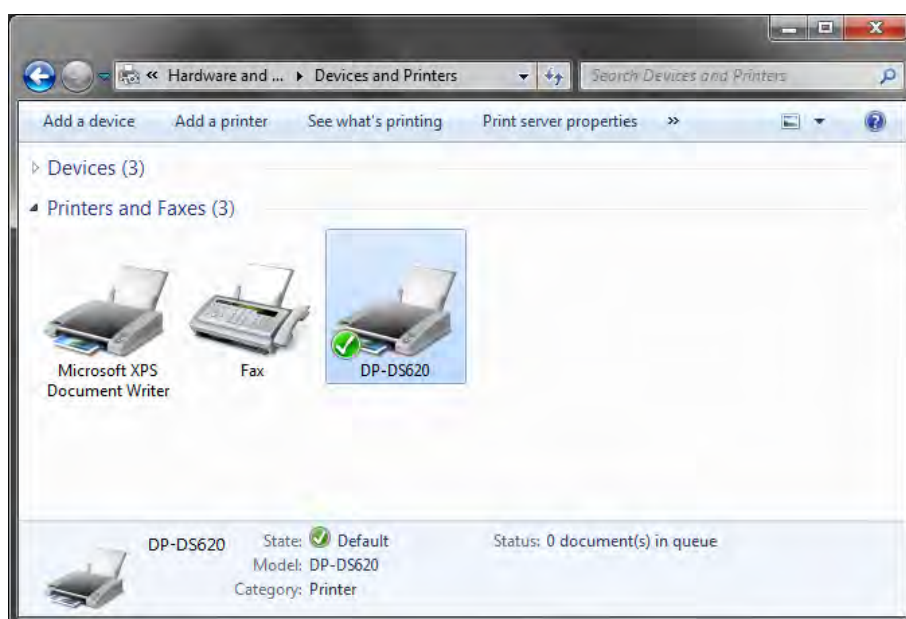 « Hardware and ... ▸ Devices and Printers Search Devices and Printers
Add a device Add a printer See what's printing Print server properties »
Devices (3)
Printers and Faxes (3)
Microsoft XPS Document Writer
Fax
DP-DS620
DP-DS620 State: Default Status: 0 document(s) in queue
Model: DP-DS620
Category: Printer